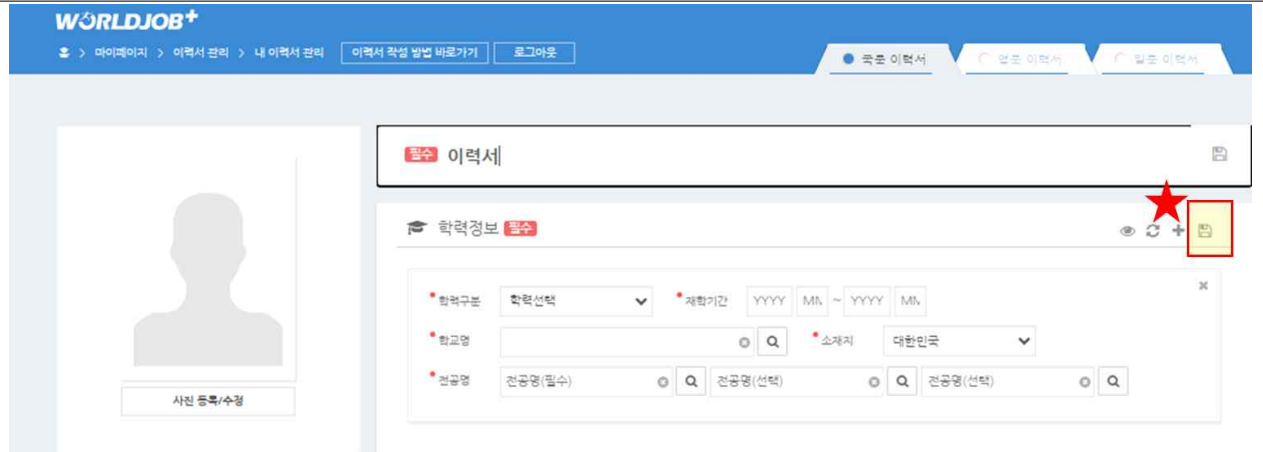 WORLDJOB+
> 마이페이지 > 이력서 관리 > 내 이력서 관리 이력서 작성 방법 바로가기 로그아웃
국문 이력서 영문 이력서 일문 이력서
필수 이력서
학력정보 필수
*학력구분 학력선택 *재학기간 YYYY MM ~ YYYY MM
*학교명 *소재지 대한민국
*전공명 전공명(필수) 전공명(선택) 전공명(선택)
사진 등록/수정